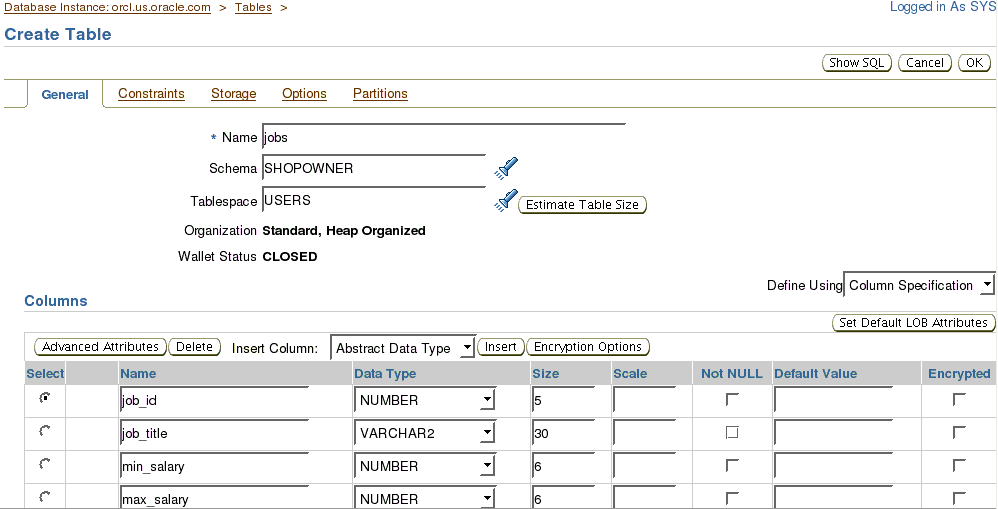 Database Instance: orcl.us.oracle.com > Tables > Logged in As SYS
Create Table
Show SQL Cancel OK
General Constraints Storage Options Partitions
* Name jobs
Schema SHOPOWNER
Tablespace USERS Estimate Table Size
Organization Standard, Heap Organized
Wallet Status CLOSED
Define Using Column Specification
Columns
Set Default LOB Attributes
Advanced Attributes Delete Insert Column: Abstract Data Type Insert Encryption Options
Select Name Data Type Size Scale Not NULL Default Value Encrypted
job_id NUMBER 5
job_title VARCHAR2 30
min_salary NUMBER 6
max_salary NUMBER 6